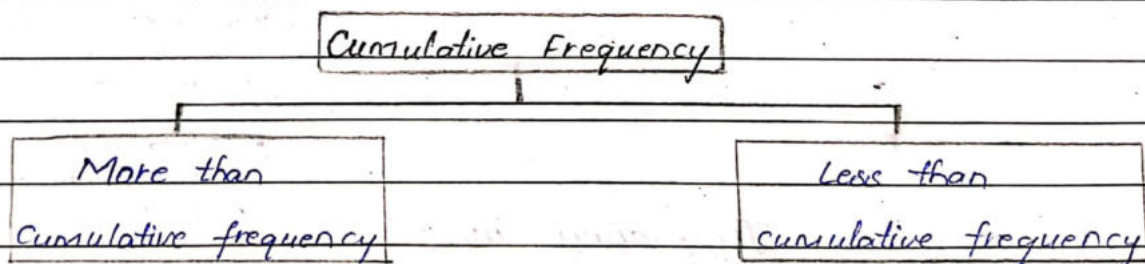 Cumulative Frequency
More than
Less than
Cumulative frequency
cumulative frequency